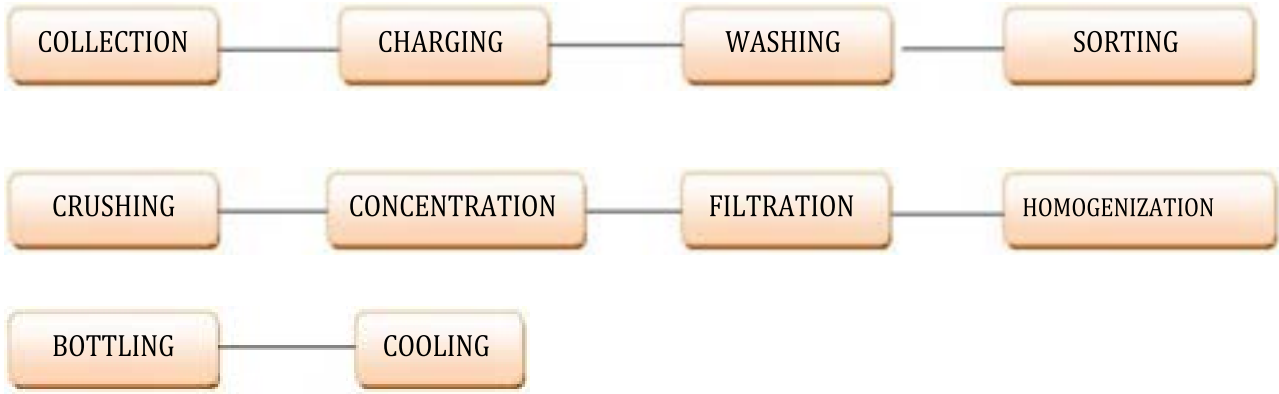 COLLECTION CHARGING WASHING SORTING
CRUSHING CONCENTRATION FILTRATION HOMOGENIZATION
BOTTLING COOLING